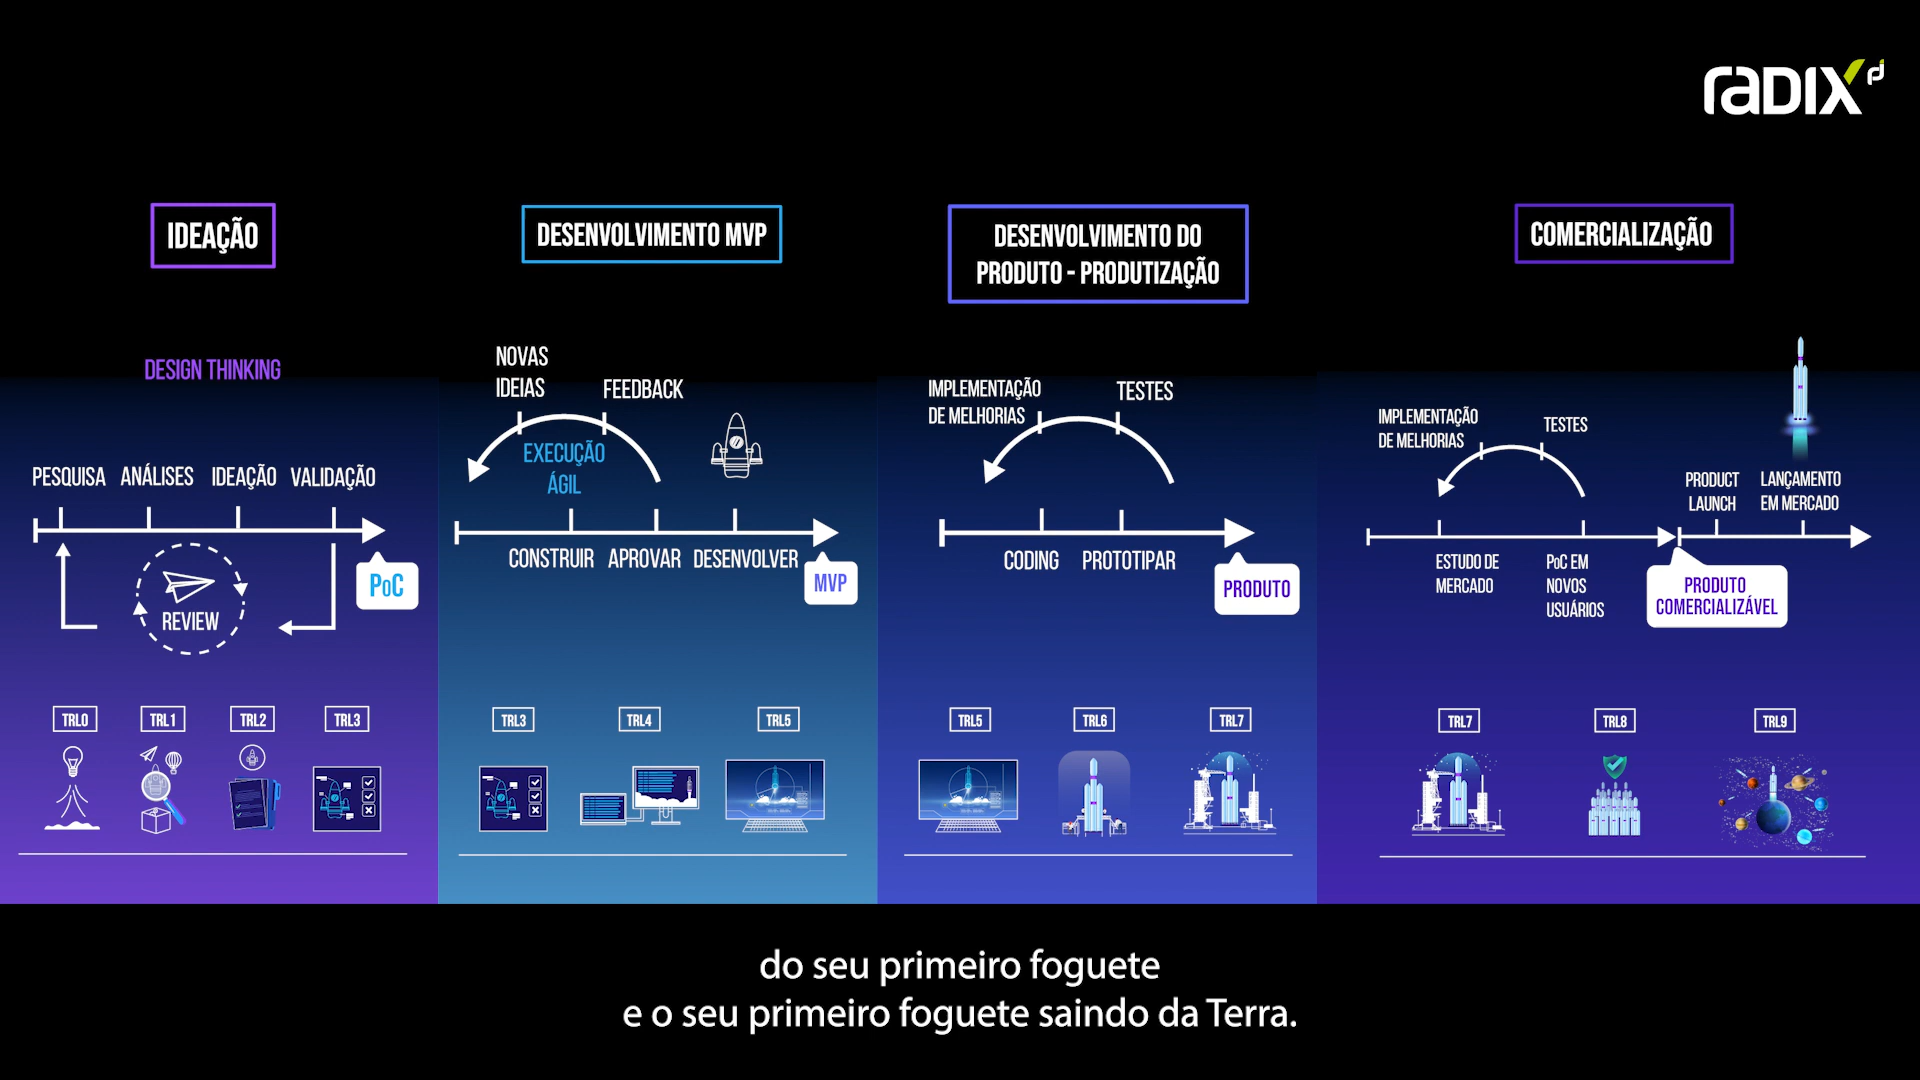 radix
IDEAÇÃO
DESIGN THINKING
PESQUISA ANÁLISES IDEAÇÃO VALIDAÇÃO
REVIEW
PoC
TRL0 TRL1 TRL2 TRL3
DESENVOLVIMENTO MVP
NOVAS
IDEIAS
FEEDBACK
EXECUÇÃO
ÁGIL
CONSTRUIR APROVAR DESENVOLVER
MVP
TRL3 TRL4 TRL5
DESENVOLVIMENTO DO
PRODUTO - PRODUTIZAÇÃO
IMPLEMENTAÇÃO
DE MELHORIAS
TESTES
CODING PROTOTIPAR
PRODUTO
TRL5 TRL6 TRL7
COMERCIALIZAÇÃO
IMPLEMENTAÇÃO
DE MELHORIAS
TESTES
PRODUCT
LAUNCH
LANÇAMENTO
EM MERCADO
ESTUDO DE
MERCADO
PoC EM
NOVOS
USUÁRIOS
PRODUTO
COMERCIALIZÁVEL
TRL7 TRL8 TRL9
do seu primeiro foguete
e o seu primeiro foguete saindo da Terra.